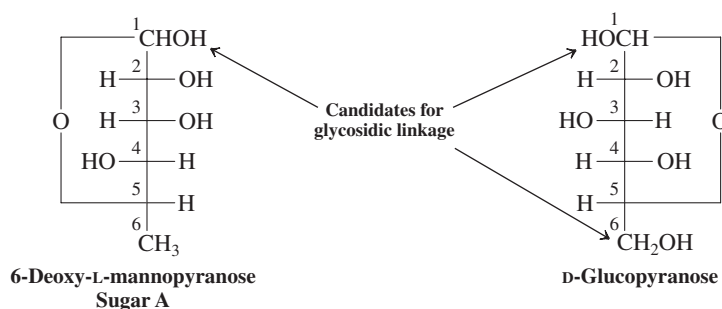 1
CHOH
2
H OH
3
O H OH
4
HO H
5
H
6
CH₃
6-Deoxy-L-mannopyranose
Sugar A
Candidates for
glycosidic linkage
1
HOCH
2
H OH
3
HO H O
4
H OH
5
H
6
CH₂OH
D-Glucopyranose